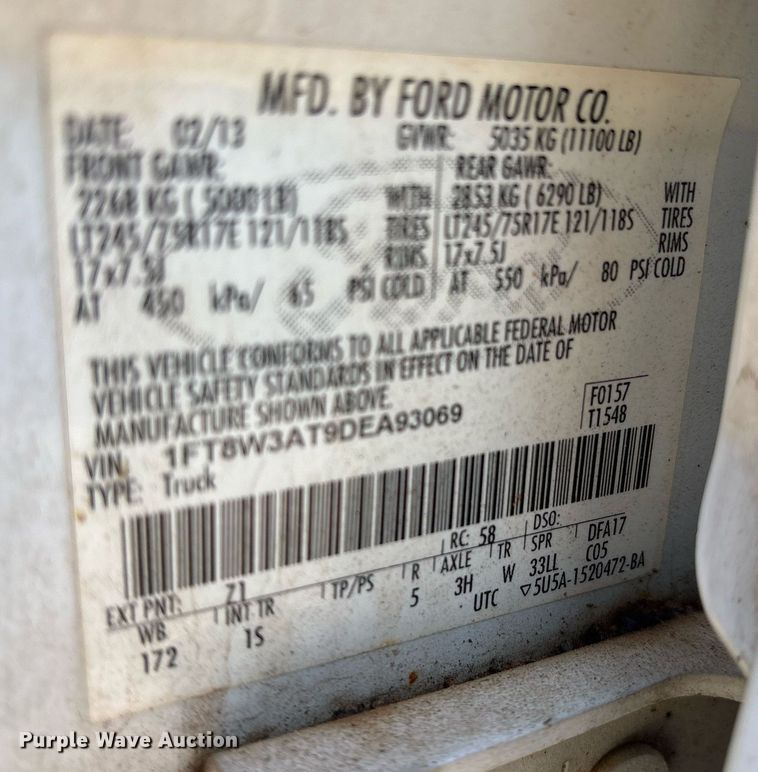 MFD. BY FORD MOTOR CO.
DATE: 02/13 GVWR: 5035 KG (11100 LB)
FRONT GAWR: REAR GAWR:
2268 KG ( 5000 LB) WITH 2853 KG ( 6290 LB) WITH
LT245/75R17E 121/118S TIRES LT245/75R17E 121/118S TIRES
17x7.5J RIMS 17x7.5J RIMS
AT 450 kPa/ 65 PSI COLD AT 550 kPa/ 80 PSI COLD
THIS VEHICLE CONFORMS TO ALL APPLICABLE FEDERAL MOTOR
VEHICLE SAFETY STANDARDS IN EFFECT ON THE DATE OF
MANUFACTURE SHOWN ABOVE.
F0157
T1548
VIN: 1FT8W3AT9DEA93069
TYPE: Truck
EXT PNT: Z1 RC: 58 DSO:
WB INT TR TP/PS R AXLE TR SPR DFA17
172 1S 5 3H W 33LL C05
UTC ▽5U5A-1520472-BA
Purple Wave Auction